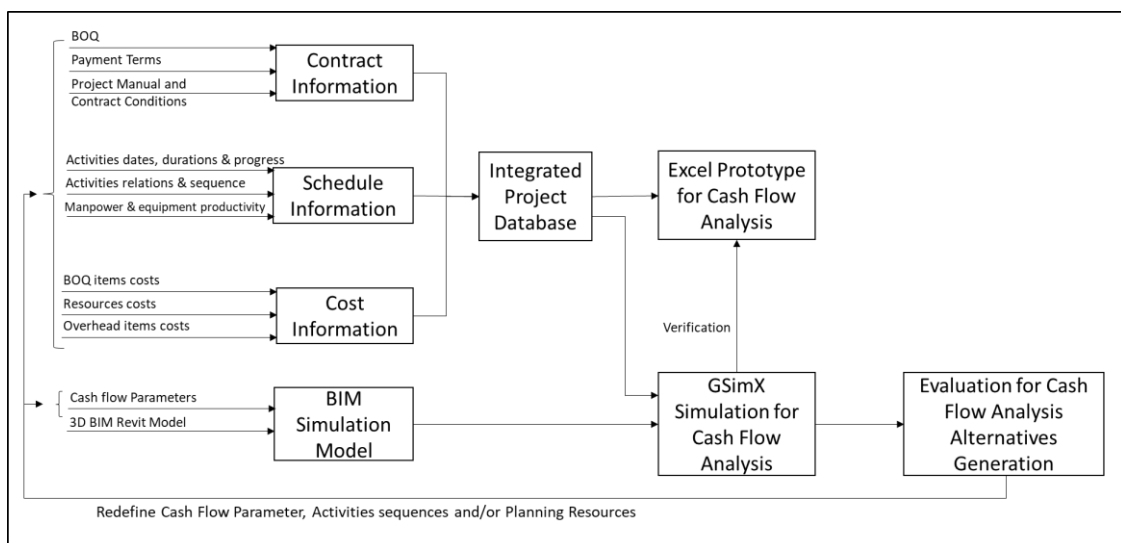 BOQ
Payment Terms
Project Manual and
Contract Conditions
Contract
Information
Activities dates, durations & progress
Activities relations & sequence
Manpower & equipment productivity
Schedule
Information
Integrated
Project
Database
Excel Prototype
for Cash Flow
Analysis
BOQ items costs
Resources costs
Overhead items costs
Cost
Information
Verification
Cash flow Parameters
3D BIM Revit Model
BIM
Simulation
Model
GSimX
Simulation for
Cash Flow
Analysis
Evaluation for Cash
Flow Analysis
Alternatives
Generation
Redefine Cash Flow Parameter, Activities sequences and/or Planning Resources